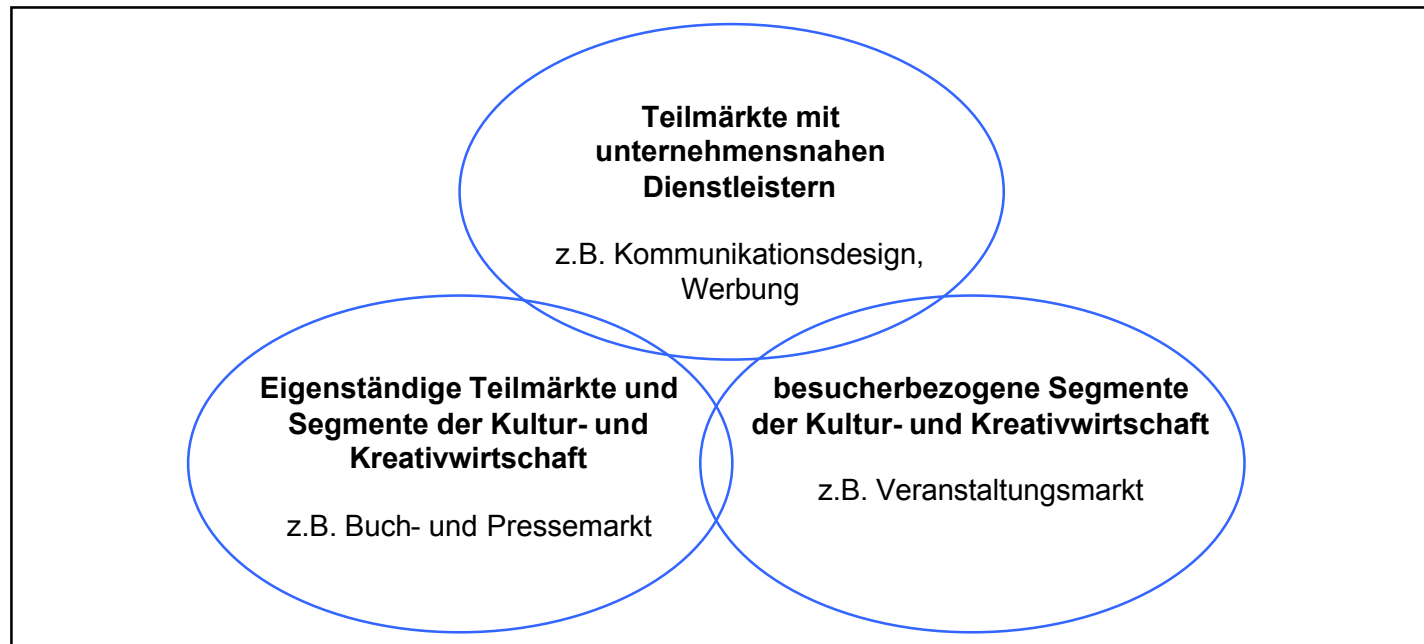 Teilmärkte mit
unternehmensnahen
Dienstleistern
z.B. Kommunikationsdesign,
Werbung
Eigenständige Teilmärkte und
Segmente der Kultur- und
Kreativwirtschaft
z.B. Buch- und Pressemarkt
besucherbezogene Segmente
der Kultur- und Kreativwirtschaft
z.B. Veranstaltungsmarkt